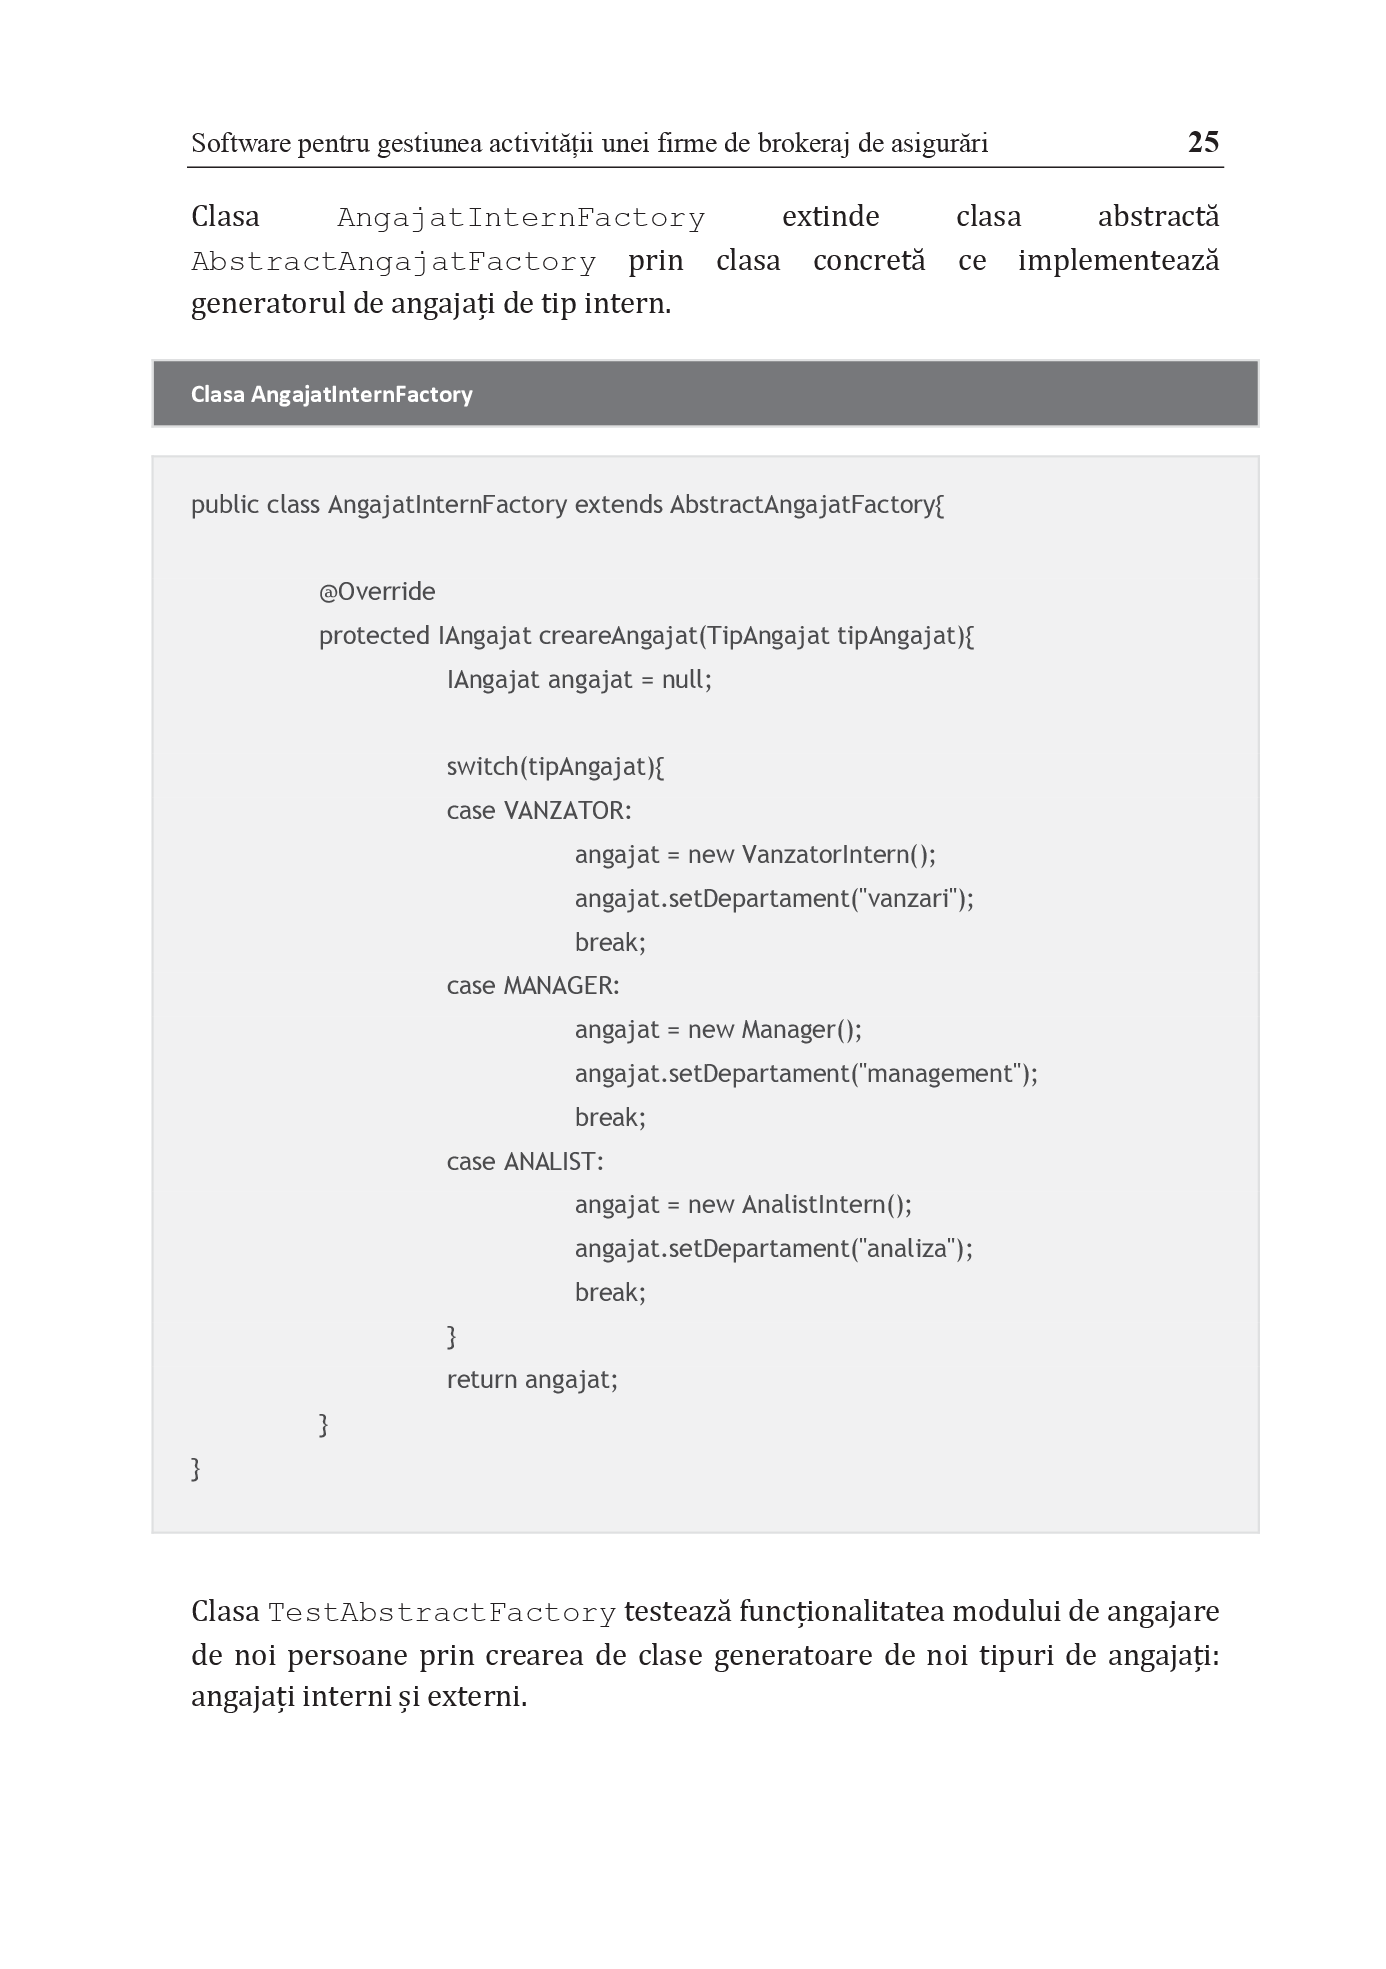 Software pentru gestiunea activității unei firme de brokeraj de asigurări 25
Clasa AngajatInternFactory extinde clasa abstractă
AbstractAngajatFactory prin clasa concretă ce implementează
generatorul de angajați de tip intern.
Clasa AngajatInternFactory
public class AngajatInternFactory extends AbstractAngajatFactory{
@Override
protected IAngajat creareAngajat(TipAngajat tipAngajat){
IAngajat angajat = null;
switch(tipAngajat){
case VANZATOR:
angajat = new VanzatorIntern();
angajat.setDepartament("vanzari");
break;
case MANAGER:
angajat = new Manager();
angajat.setDepartament("management");
break;
case ANALIST:
angajat = new AnalistIntern();
angajat.setDepartament("analiza");
break;
}
return angajat;
}
}
Clasa TestAbstractFactory testează funcționalitatea modului de angajare
de noi persoane prin crearea de clase generatoare de noi tipuri de angajați:
angajați interni și externi.